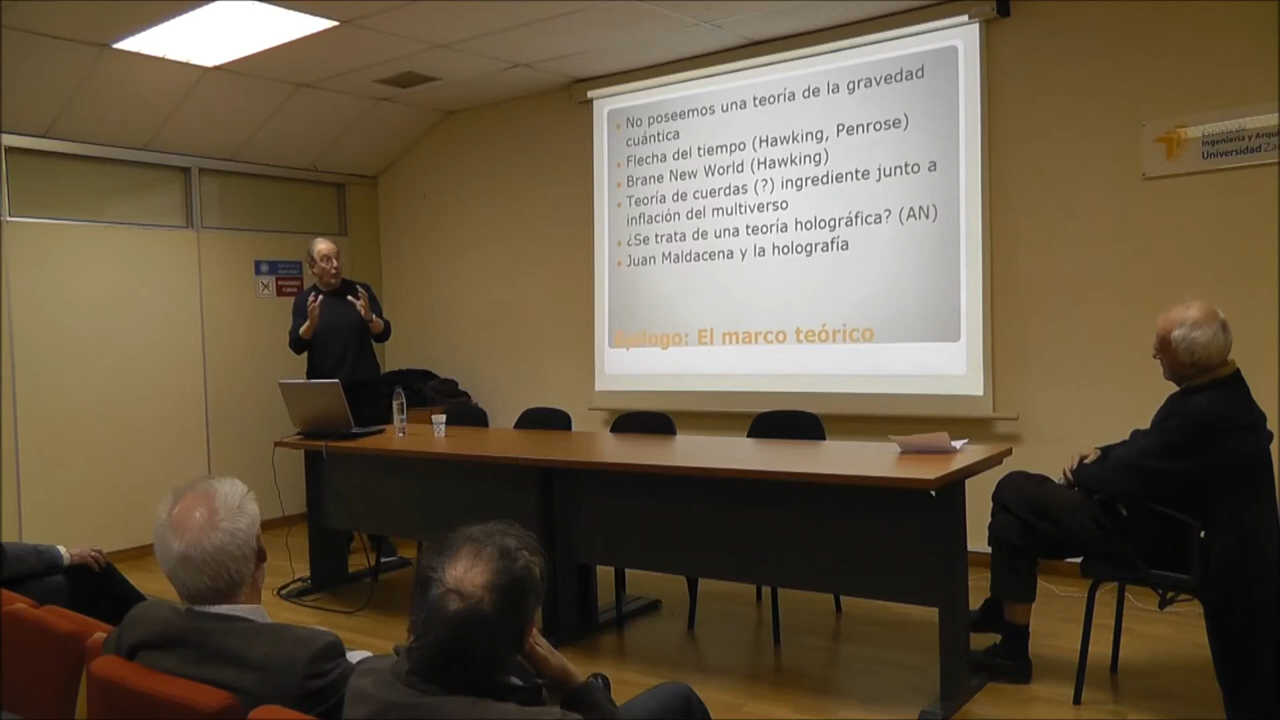 No poseemos una teoría de la gravedad
cuántica
Flecha del tiempo (Hawking, Penrose)
Brane New World (Hawking)
Teoría de cuerdas (?) ingrediente junto a
inflación del multiverso
¿Se trata de una teoría holográfica? (AN)
Juan Maldacena y la holografía
Epílogo: El marco teórico
Escuela de
Ingeniería y Arqu
Universidad Za